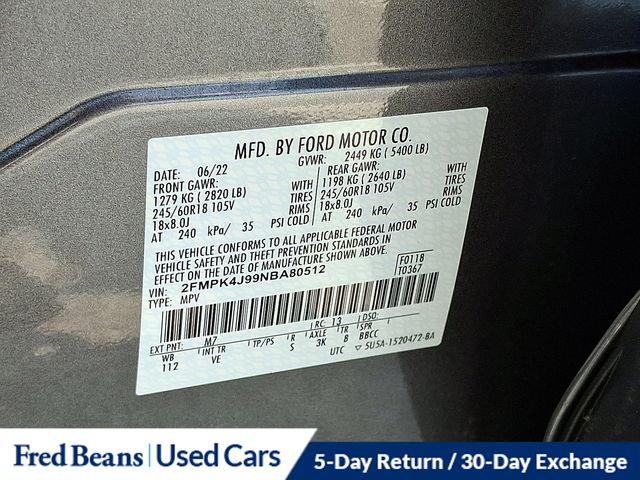 MFD. BY FORD MOTOR CO.
DATE: 06/22 GVWR: 2449 KG ( 5400 LB)
FRONT GAWR: REAR GAWR:
1279 KG ( 2820 LB) WITH 1198 KG ( 2640 LB) WITH
245/60R18 105V TIRES 245/60R18 105V TIRES
18x8.0J RIMS 18x8.0J RIMS
AT 240 kPa/ 35 PSI COLD AT 240 kPa/ 35 PSI COLD
THIS VEHICLE CONFORMS TO ALL APPLICABLE FEDERAL MOTOR
VEHICLE SAFETY AND THEFT PREVENTION STANDARDS IN
EFFECT ON THE DATE OF MANUFACTURE SHOWN ABOVE.
VIN: 2FMPK4J99NBA80512 F0118
TYPE: MPV T0367
EXT PNT: M7 RC: 13 DSO:
WB INT TR TP/PS R AXLE TR SPR
112 VE S 3K 8 BBCC
UTC ▽ 5U5A-1520472-BA
Fred Beans Used Cars 5-Day Return / 30-Day Exchange